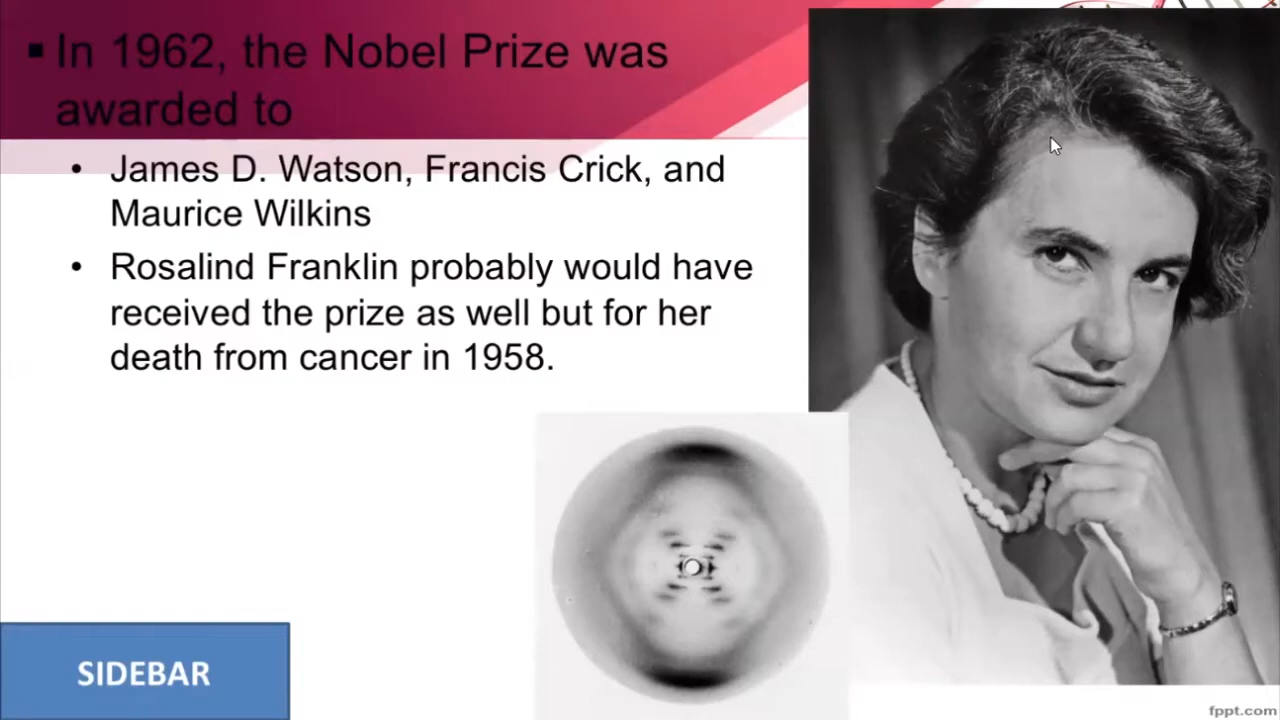 ▪ In 1962, the Nobel Prize was
awarded to
• James D. Watson, Francis Crick, and
Maurice Wilkins
• Rosalind Franklin probably would have
received the prize as well but for her
death from cancer in 1958.
SIDEBAR
fppt.com